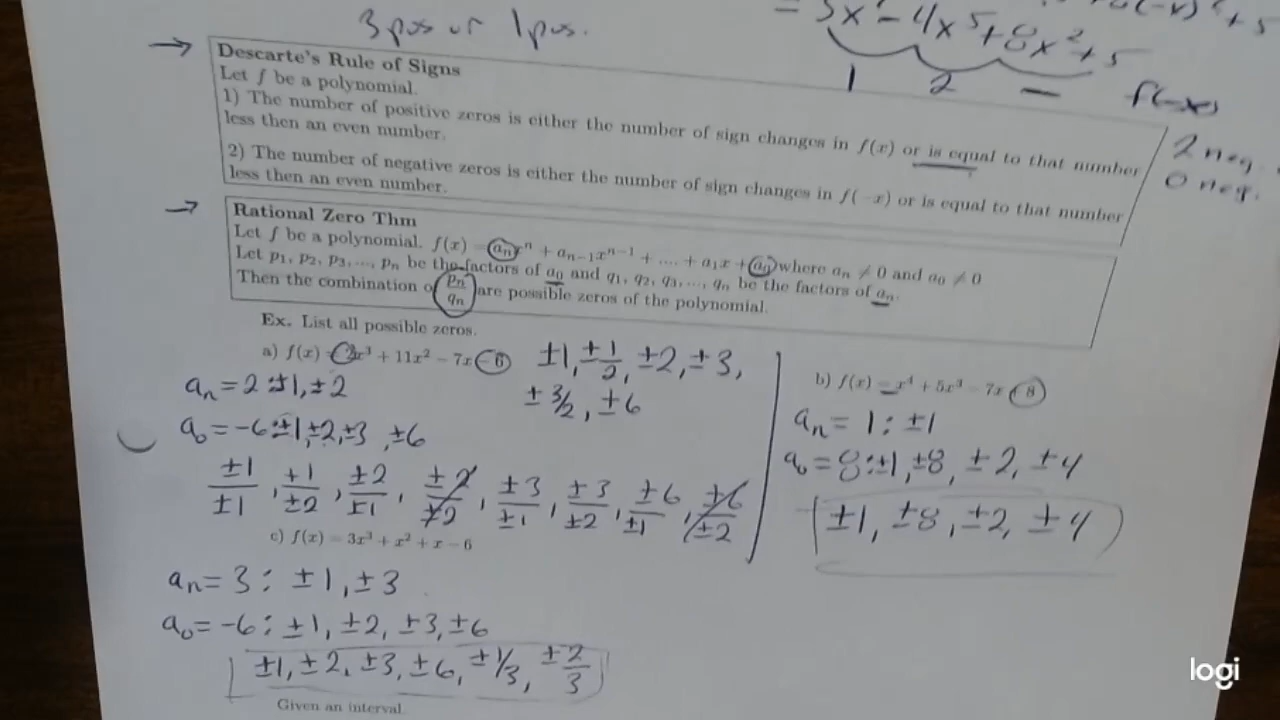 3 pos or 1 pos.
= 3x - 4x⁵ + 8x² + 5
1 2 — f(-x)
2 neg.
0 neg.
→ Descarte's Rule of Signs
Let f be a polynomial.
1) The number of positive zeros is either the number of sign changes in f(x) or is equal to that number
less then an even number.
2) The number of negative zeros is either the number of sign changes in f(−x) or is equal to that number
less then an even number.
→ Rational Zero Thm
Let f be a polynomial. f(x) = aₙxⁿ + aₙ₋₁xⁿ⁻¹ + .... + a₁x + a₀ where aₙ ≠ 0 and a₀ ≠ 0
Let p₁, p₂, p₃, ..., pₙ be the factors of a₀ and q₁, q₂, q₃, ..., qₙ be the factors of aₙ.
Then the combination o pₙ/qₙ are possible zeros of the polynomial.
Ex. List all possible zeros.
a) f(x) = 2x³ + 11x² − 7x − 6
±1, ±1/2, ±2, ±3,
± 3/2, ±6
aₙ = 2 : ±1, ±2
a₀ = -6 : ±1, ±2, ±3, ±6
±1/±1, ±1/±2, ±2/±1, ±2/±2, ±3/±1, ±3/±2, ±6/±1, ±6/±2
b) f(x) = x⁴ + 5x³ − 7x 8
aₙ = 1 : ±1
a₀ = 8 : ±1, ±8, ±2, ±4
±1, ±8, ±2, ±4
c) f(x) = 3x³ + x² + x − 6
aₙ = 3 : ±1, ±3
a₀ = -6 : ±1, ±2, ±3, ±6
±1, ±2, ±3, ±6, ±1/3, ±2/3
Given an interval
logi